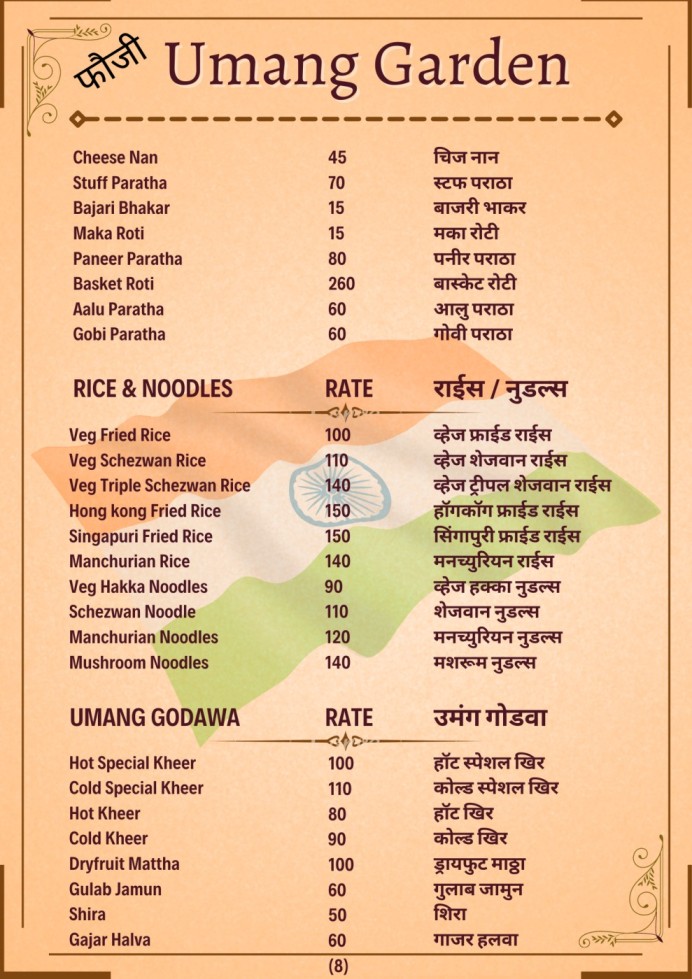 फौजी Umang Garden
Cheese Nan 45 चिज नान
Stuff Paratha 70 स्टफ पराठा
Bajari Bhakar 15 बाजरी भाकर
Maka Roti 15 मका रोटी
Paneer Paratha 80 पनीर पराठा
Basket Roti 260 बास्केट रोटी
Aalu Paratha 60 आलु पराठा
Gobi Paratha 60 गोवी पराठा
RICE & NOODLES RATE राईस / नुडल्स
Veg Fried Rice 100 व्हेज फ्राईड राईस
Veg Schezwan Rice 110 व्हेज शेजवान राईस
Veg Triple Schezwan Rice 140 व्हेज ट्रीपल शेजवान राईस
Hong kong Fried Rice 150 हॉगकॉग फ्राईड राईस
Singapuri Fried Rice 150 सिंगापुरी फ्राईड राईस
Manchurian Rice 140 मनच्युरियन राईस
Veg Hakka Noodles 90 व्हेज हक्का नुडल्स
Schezwan Noodle 110 शेजवान नुडल्स
Manchurian Noodles 120 मनच्युरियन नुडल्स
Mushroom Noodles 140 मशरूम नुडल्स
UMANG GODAWA RATE उमंग गोडवा
Hot Special Kheer 100 हॉट स्पेशल खिर
Cold Special Kheer 110 कोल्ड स्पेशल खिर
Hot Kheer 80 हॉट खिर
Cold Kheer 90 कोल्ड खिर
Dryfruit Mattha 100 ड्रायफुट माठ्ठा
Gulab Jamun 60 गुलाब जामुन
Shira 50 शिरा
Gajar Halva 60 गाजर हलवा
(8)